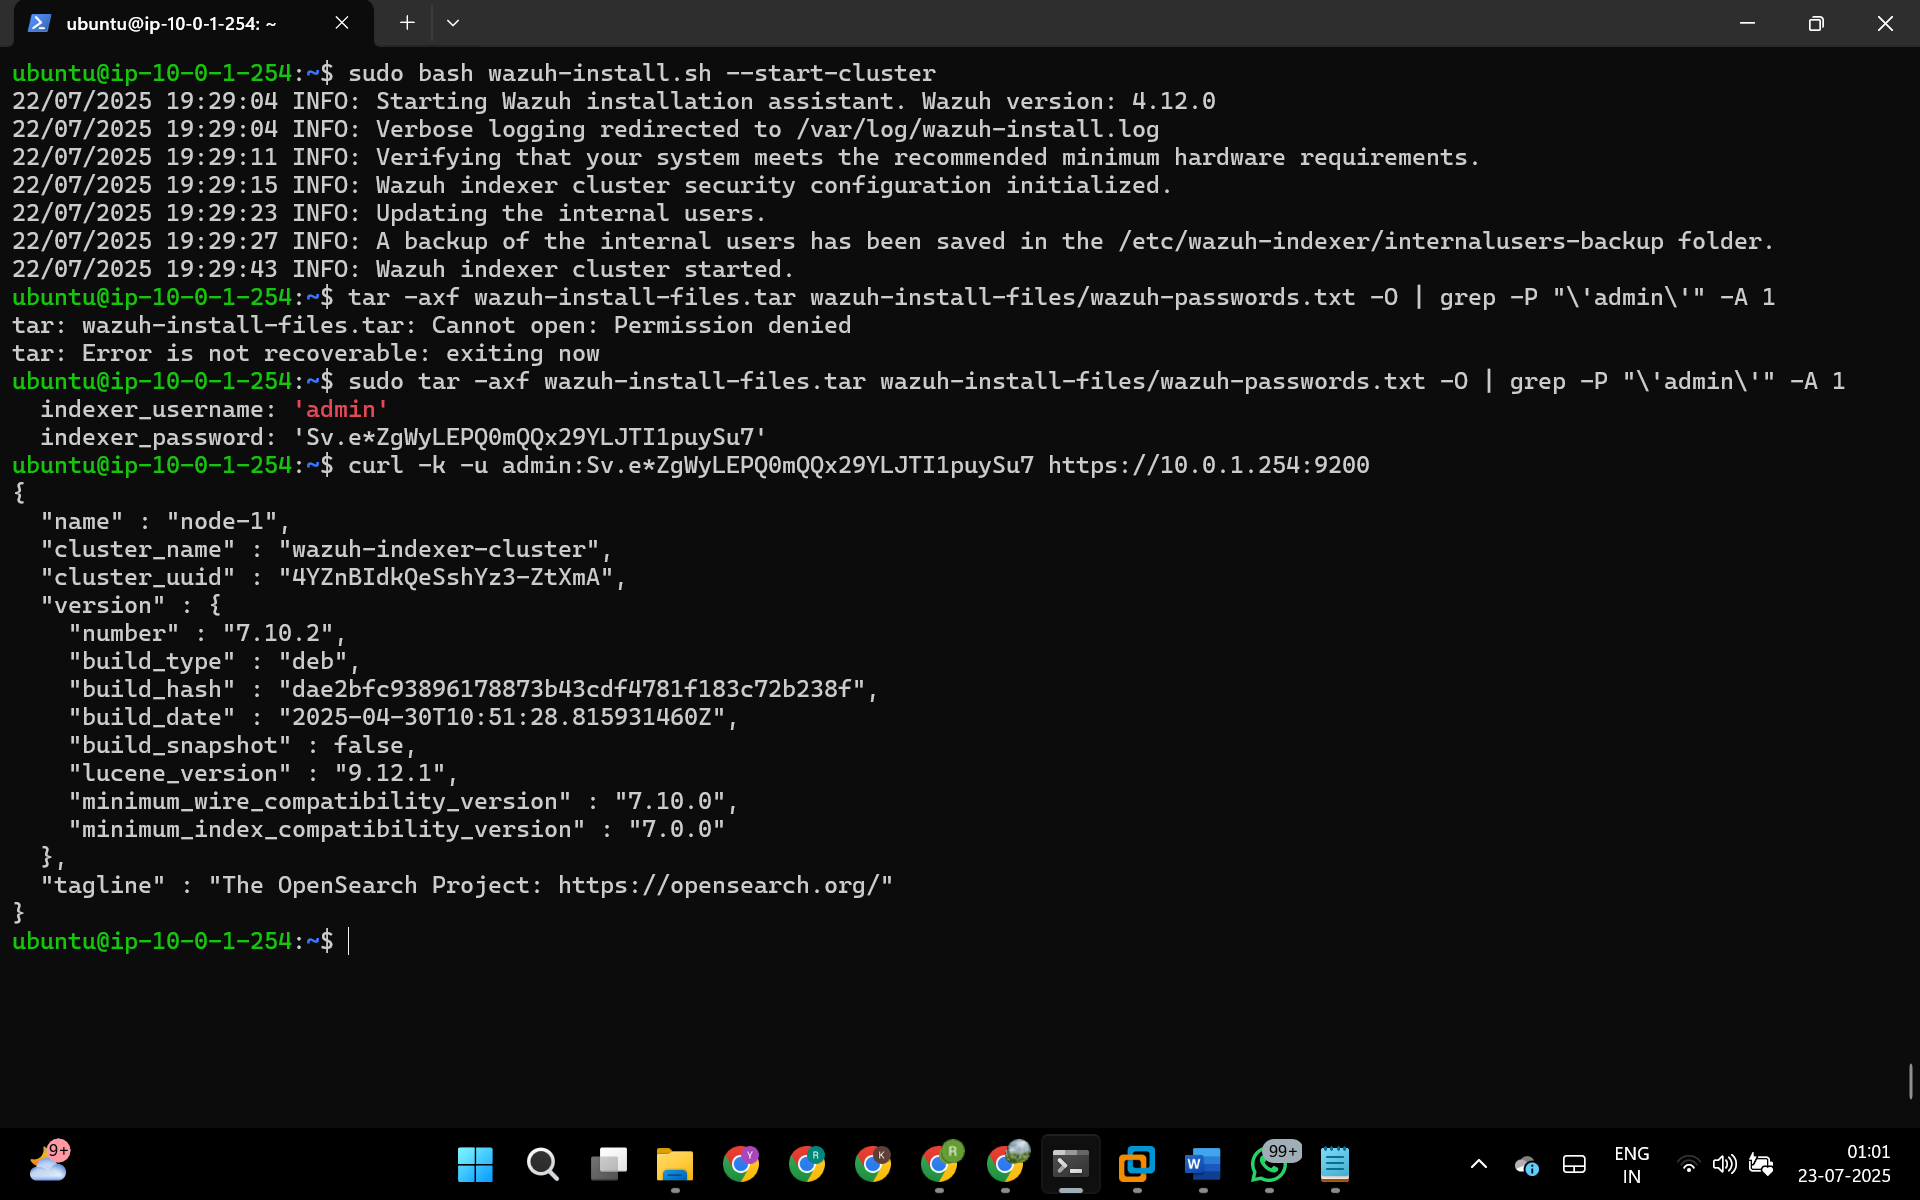 ubuntu@ip-10-0-1-254: ~
ubuntu@ip-10-0-1-254:~$ sudo bash wazuh-install.sh --start-cluster
22/07/2025 19:29:04 INFO: Starting Wazuh installation assistant. Wazuh version: 4.12.0
22/07/2025 19:29:04 INFO: Verbose logging redirected to /var/log/wazuh-install.log
22/07/2025 19:29:11 INFO: Verifying that your system meets the recommended minimum hardware requirements.
22/07/2025 19:29:15 INFO: Wazuh indexer cluster security configuration initialized.
22/07/2025 19:29:23 INFO: Updating the internal users.
22/07/2025 19:29:27 INFO: A backup of the internal users has been saved in the /etc/wazuh-indexer/internalusers-backup folder.
22/07/2025 19:29:43 INFO: Wazuh indexer cluster started.
ubuntu@ip-10-0-1-254:~$ tar -axf wazuh-install-files.tar wazuh-install-files/wazuh-passwords.txt -O | grep -P "\'admin\'" -A 1
tar: wazuh-install-files.tar: Cannot open: Permission denied
tar: Error is not recoverable: exiting now
ubuntu@ip-10-0-1-254:~$ sudo tar -axf wazuh-install-files.tar wazuh-install-files/wazuh-passwords.txt -O | grep -P "\'admin\'" -A 1
  indexer_username: 'admin'
  indexer_password: 'Sv.e*ZgWyLEPQ0mQQx29YLJTI1puySu7'
ubuntu@ip-10-0-1-254:~$ curl -k -u admin:Sv.e*ZgWyLEPQ0mQQx29YLJTI1puySu7 https://10.0.1.254:9200
{
  "name" : "node-1",
  "cluster_name" : "wazuh-indexer-cluster",
  "cluster_uuid" : "4YZnBIdkQeSshYz3-ZtXmA",
  "version" : {
    "number" : "7.10.2",
    "build_type" : "deb",
    "build_hash" : "dae2bfc93896178873b43cdf4781f183c72b238f",
    "build_date" : "2025-04-30T10:51:28.815931460Z",
    "build_snapshot" : false,
    "lucene_version" : "9.12.1",
    "minimum_wire_compatibility_version" : "7.10.0",
    "minimum_index_compatibility_version" : "7.0.0"
  },
  "tagline" : "The OpenSearch Project: https://opensearch.org/"
}
ubuntu@ip-10-0-1-254:~$
9+
Y
R
K
R
W
99+
ENG
IN
01:01
23-07-2025